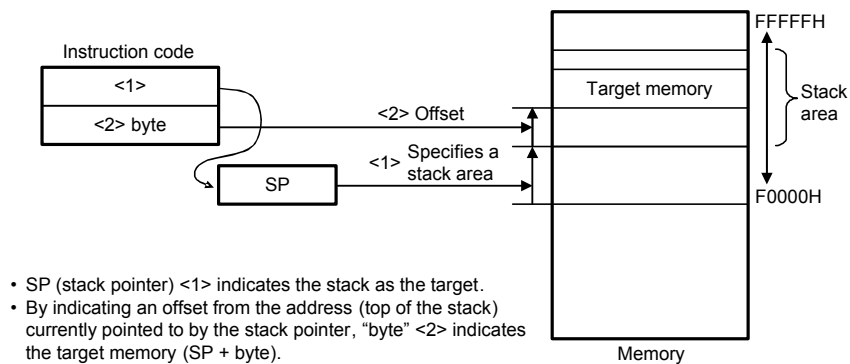 FFFFFH
Instruction code
<1>
Target memory
Stack
area
<2> byte
<2> Offset
<1> Specifies a
stack area
SP
F0000H
• SP (stack pointer) <1> indicates the stack as the target.
• By indicating an offset from the address (top of the stack)
currently pointed to by the stack pointer, “byte” <2> indicates
the target memory (SP + byte).
Memory